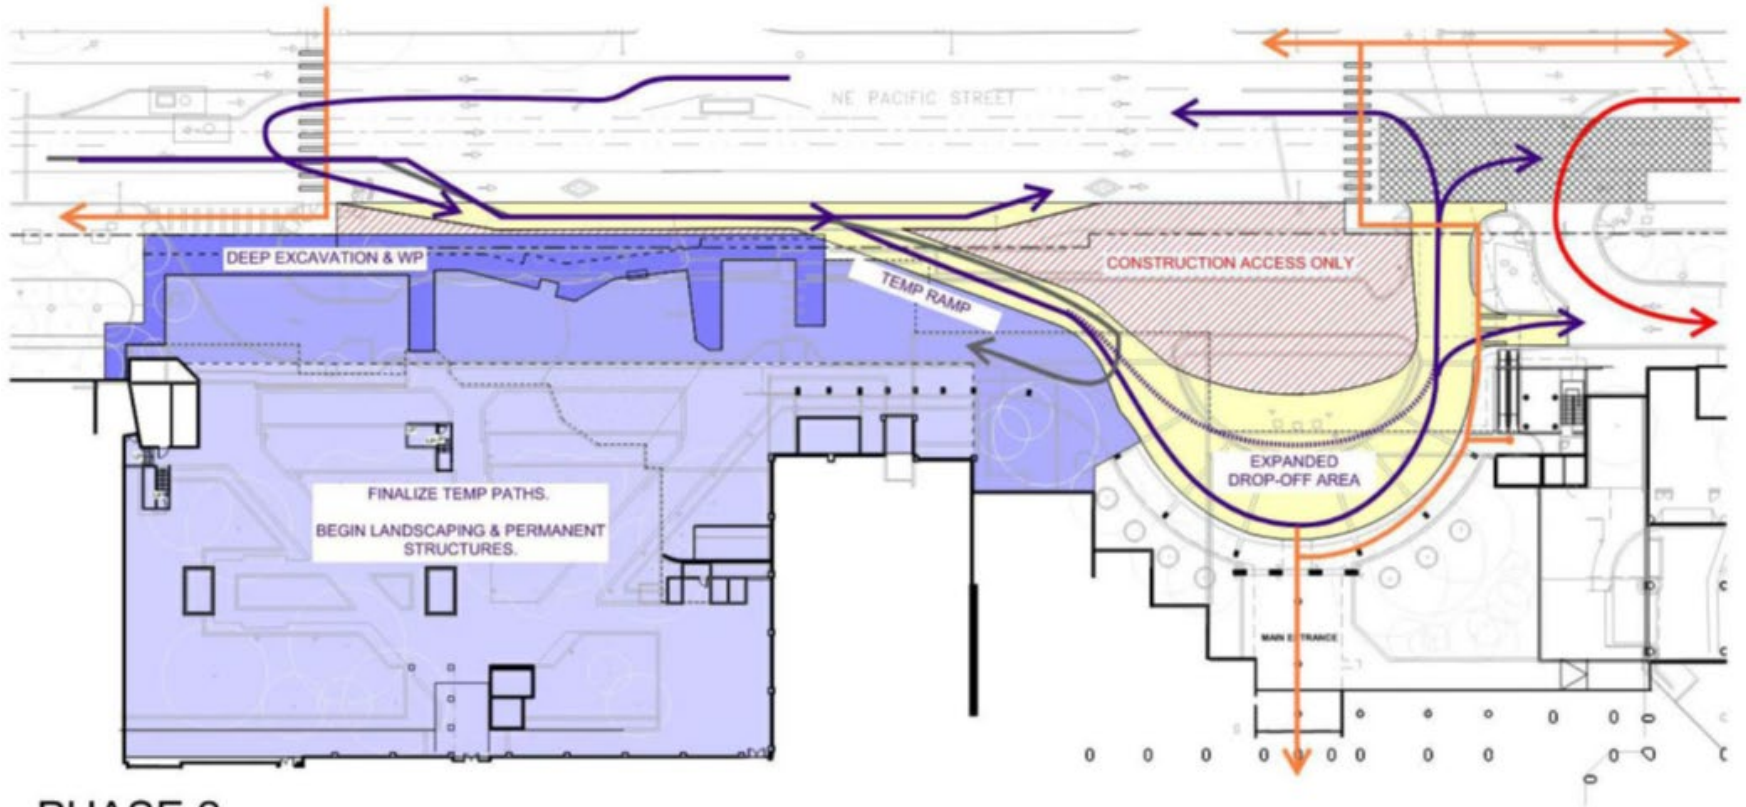 NE PACIFIC STREET
DEEP EXCAVATION & WP
TEMP RAMP
CONSTRUCTION ACCESS ONLY
EXPANDED
DROP-OFF AREA
FINALIZE TEMP PATHS.
BEGIN LANDSCAPING & PERMANENT
STRUCTURES.
MAIN ENTRANCE
PHASE